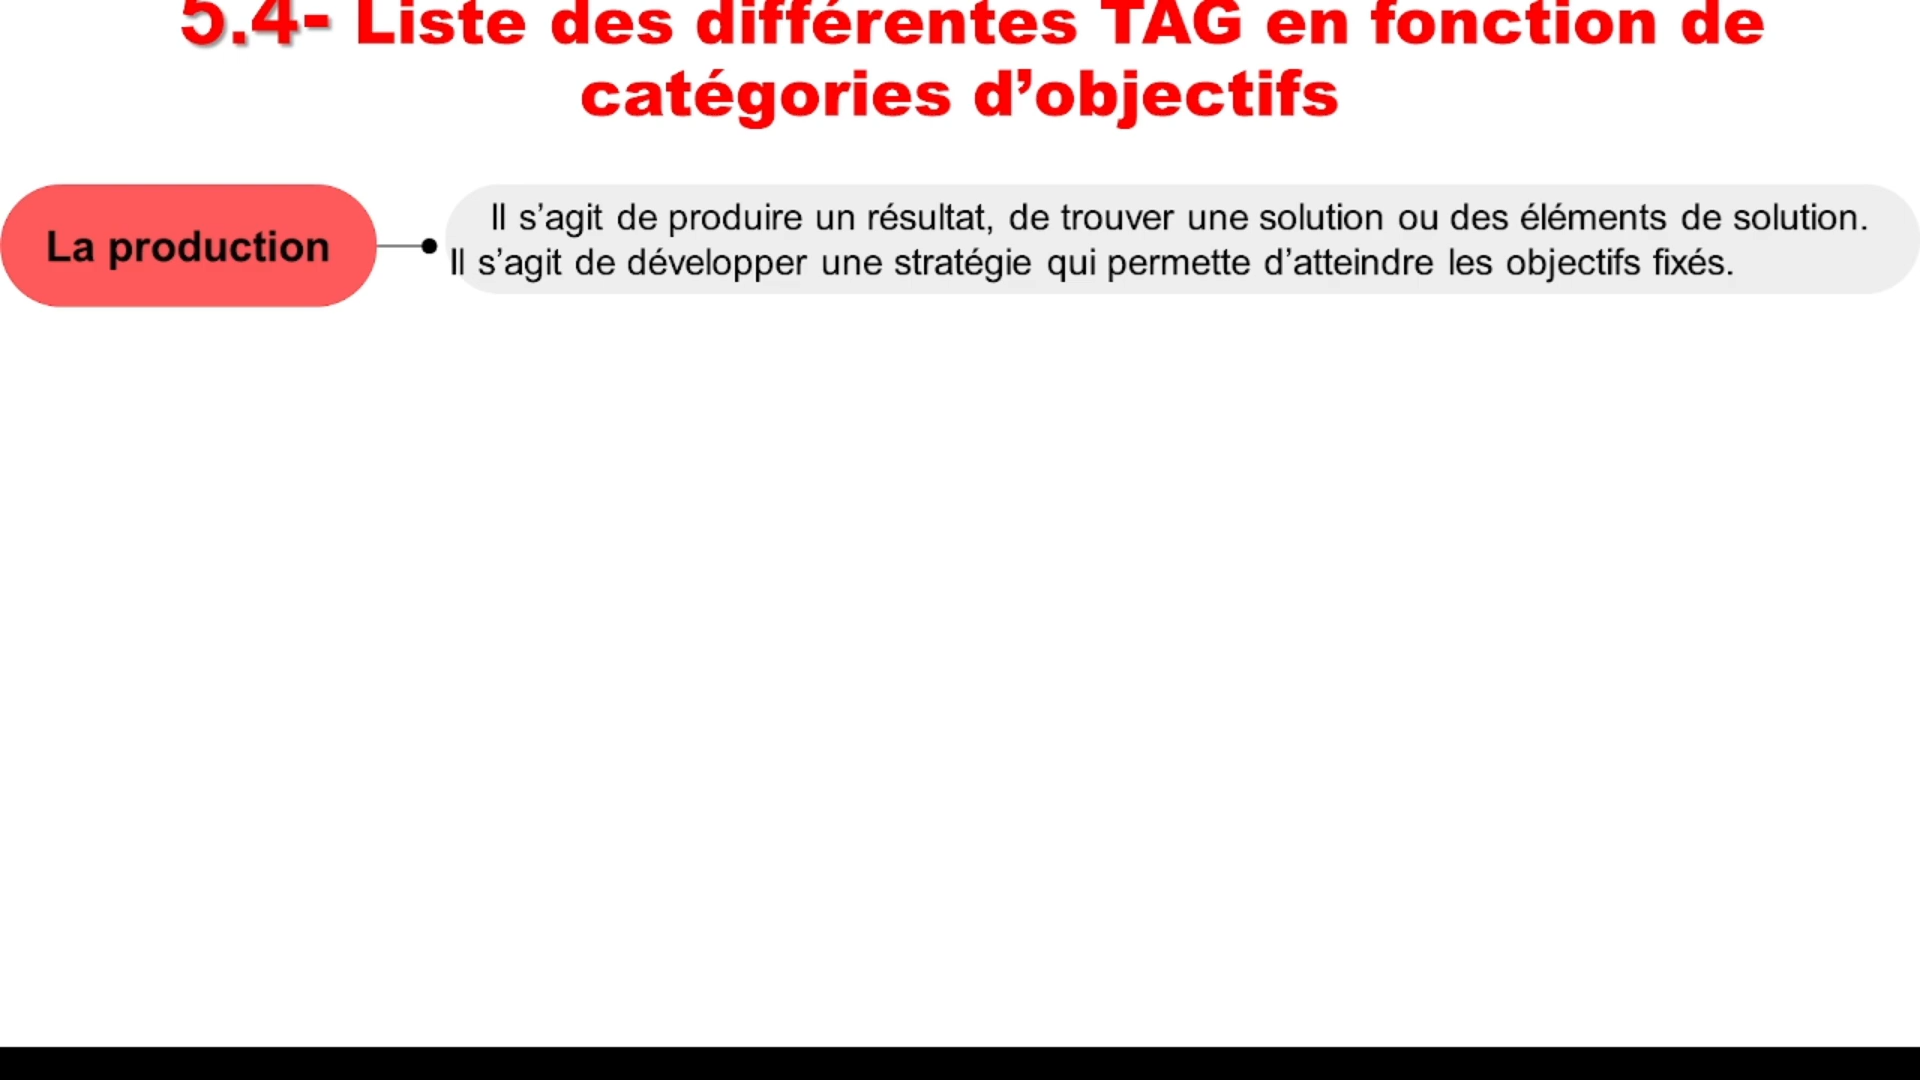 5.4- Liste des différentes TAG en fonction de
catégories d’objectifs
La production
Il s’agit de produire un résultat, de trouver une solution ou des éléments de solution.
Il s’agit de développer une stratégie qui permette d’atteindre les objectifs fixés.